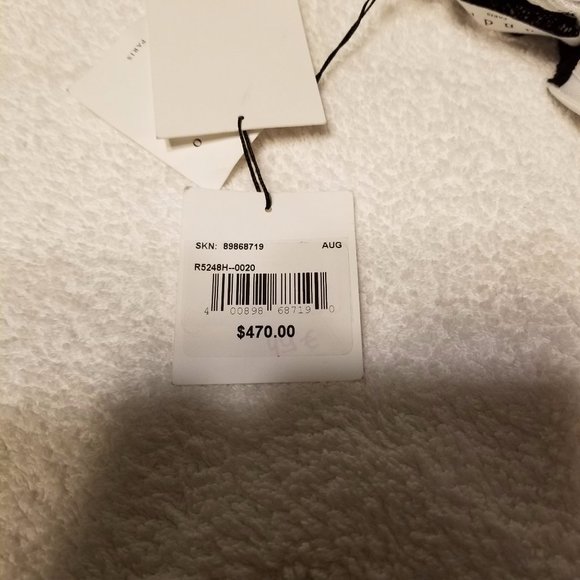 PARIS
SKN: 89868719 AUG
R5248H--0020
4 00898 68719 0
$470.00